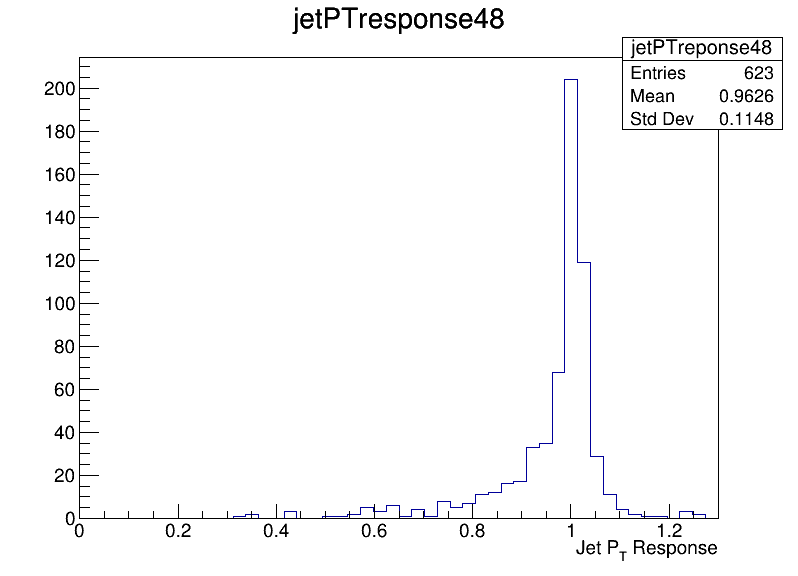 jetPTresponse48
jetPTreponse48
Entries 623
Mean 0.9626
Std Dev 0.1148
200
180
160
140
120
100
80
60
40
20
0
0 0.2 0.4 0.6 0.8 1 1.2
Jet PT Response